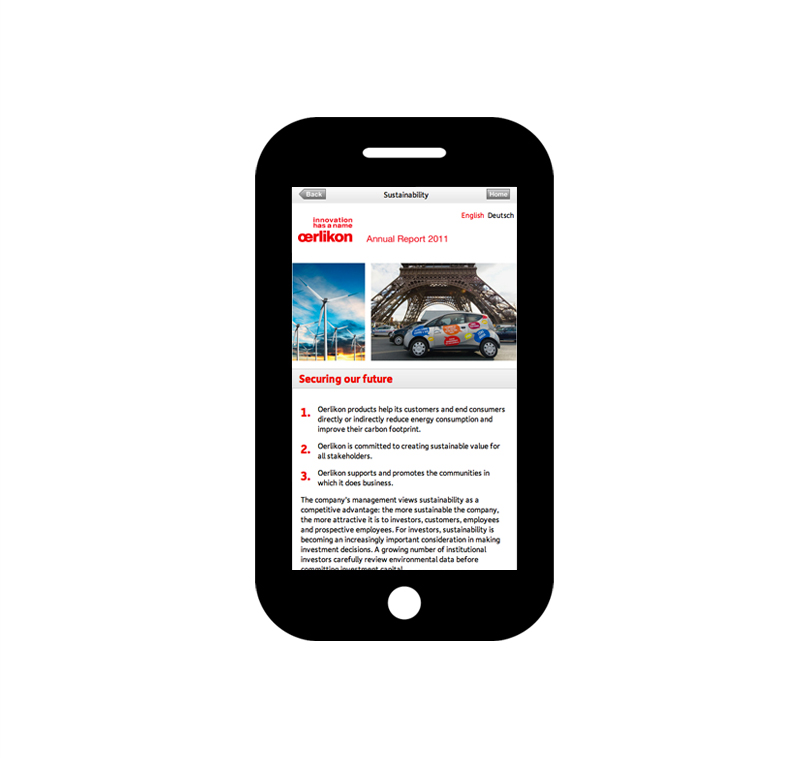 Back Sustainability Home
English Deutsch
innovation
has a name
œrlikon Annual Report 2011
Securing our future
1. Oerlikon products help its customers and end consumers
directly or indirectly reduce energy consumption and
improve their carbon footprint.
2. Oerlikon is committed to creating sustainable value for
all stakeholders.
3. Oerlikon supports and promotes the communities in
which it does business.
The company's management views sustainability as a
competitive advantage: the more sustainable the company,
the more attractive it is to investors, customers, employees
and prospective employees. For investors, sustainability is
becoming an increasingly important consideration in making
investment decisions. A growing number of institutional
investors carefully review environmental data before
committing investment capital.